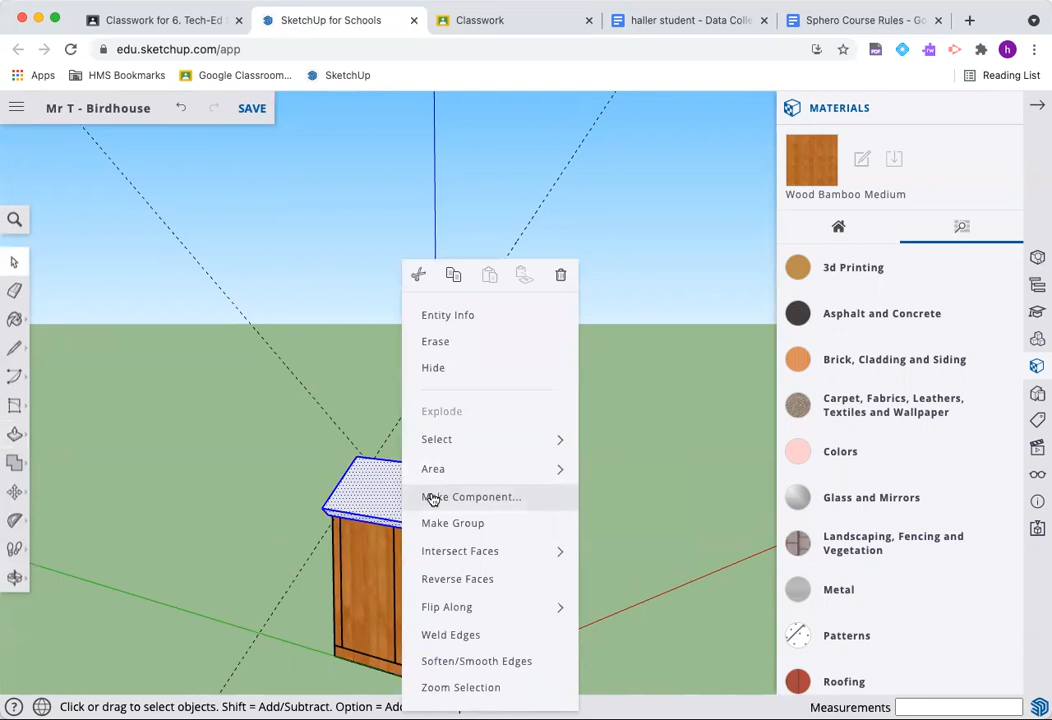 Classwork for 6. Tech-Ed S
SketchUp for Schools
Classwork
haller student - Data Coll
Sphero Course Rules - Go
edu.sketchup.com/app
h
Apps
HMS Bookmarks
Google Classroom...
SketchUp
Reading List
Mr T - Birdhouse
SAVE
MATERIALS
Wood Bamboo Medium
Entity Info
Erase
Hide
Explode
Select
Area
Make Component...
Make Group
Intersect Faces
Reverse Faces
Flip Along
Weld Edges
Soften/Smooth Edges
Zoom Selection
3d Printing
Asphalt and Concrete
Brick, Cladding and Siding
Carpet, Fabrics, Leathers,
Textiles and Wallpaper
Colors
Glass and Mirrors
Landscaping, Fencing and
Vegetation
Metal
Patterns
Roofing
Click or drag to select objects. Shift = Add/Subtract. Option = Add
Measurements